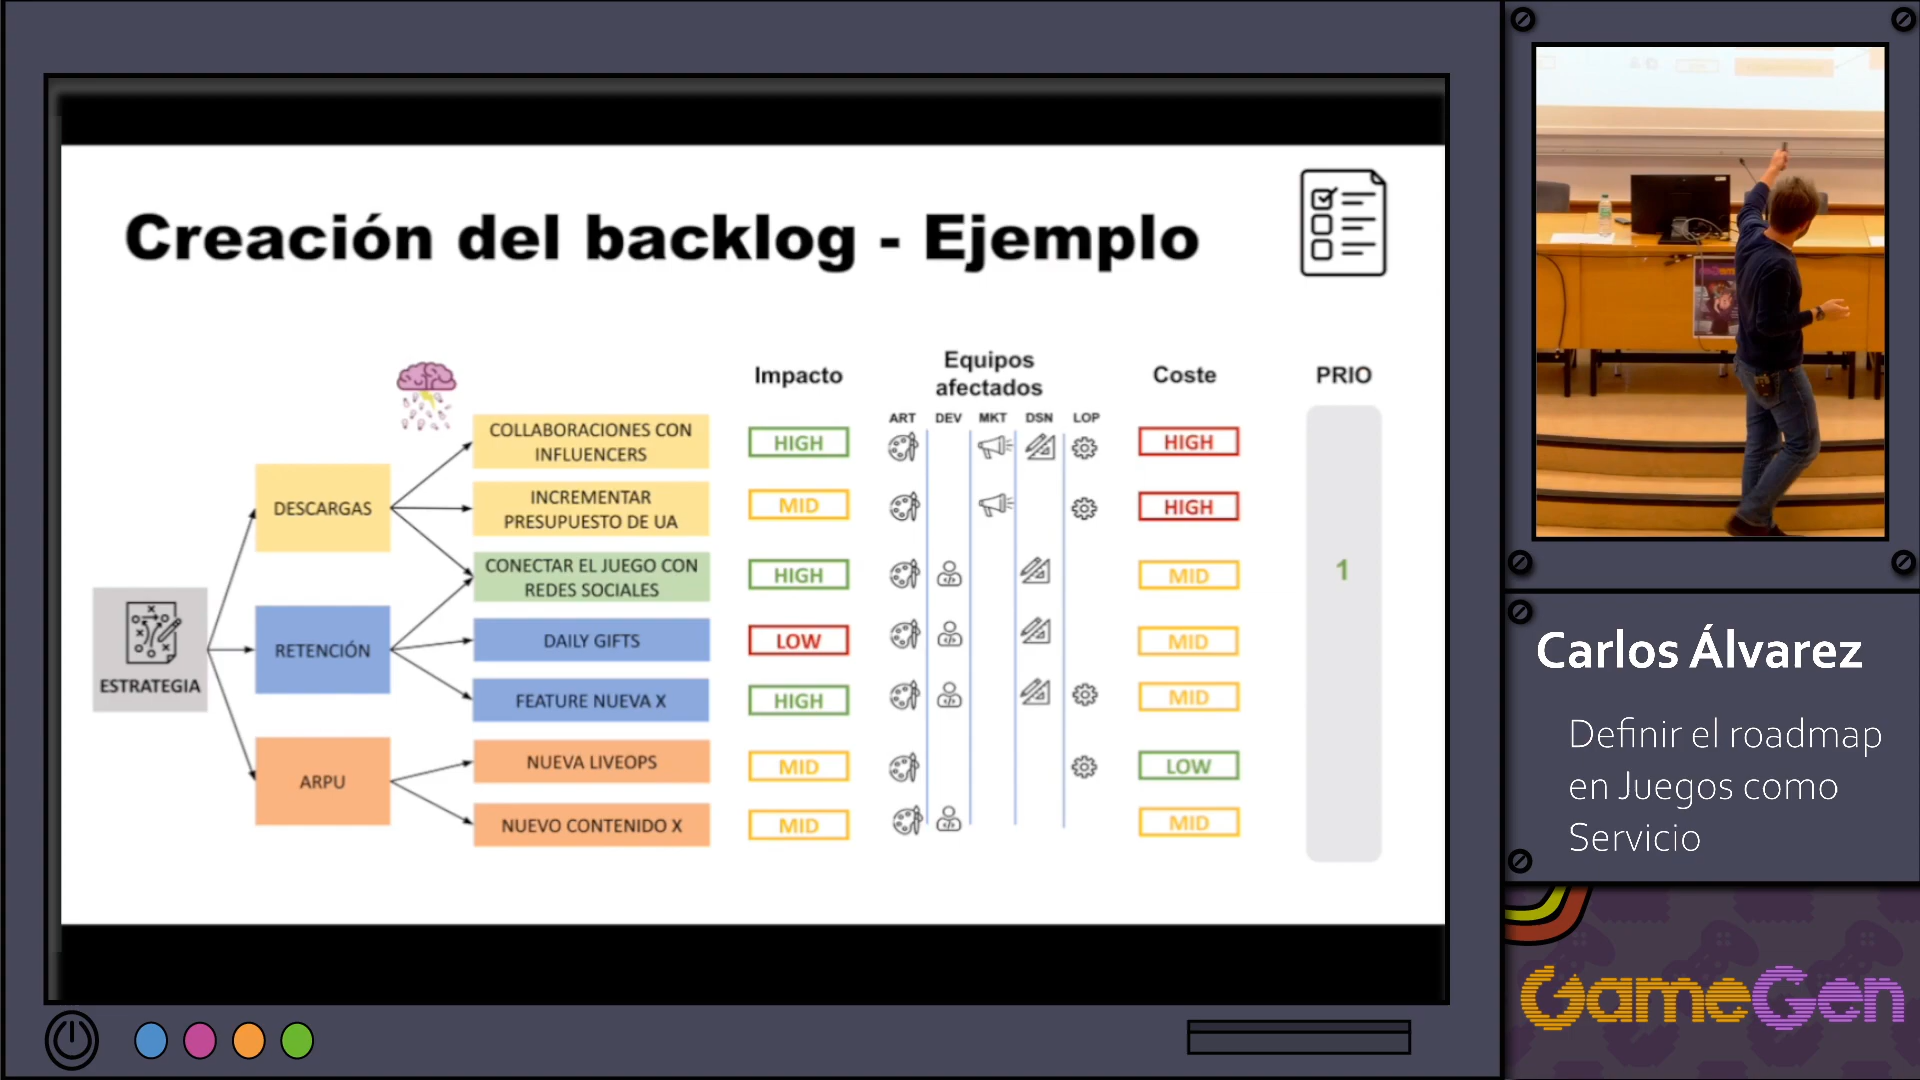 Creación del backlog - Ejemplo
Impacto
Equipos
afectados
Coste
PRIO
ART DEV MKT DSN LOP
ESTRATEGIA
DESCARGAS
RETENCIÓN
ARPU
COLLABORACIONES CON
INFLUENCERS
HIGH
HIGH
INCREMENTAR
PRESUPUESTO DE UA
MID
HIGH
CONECTAR EL JUEGO CON
REDES SOCIALES
HIGH
MID
1
DAILY GIFTS
LOW
MID
FEATURE NUEVA X
HIGH
MID
NUEVA LIVEOPS
MID
LOW
NUEVO CONTENIDO X
MID
MID
Carlos Álvarez
Definir el roadmap
en Juegos como
Servicio
GameGen